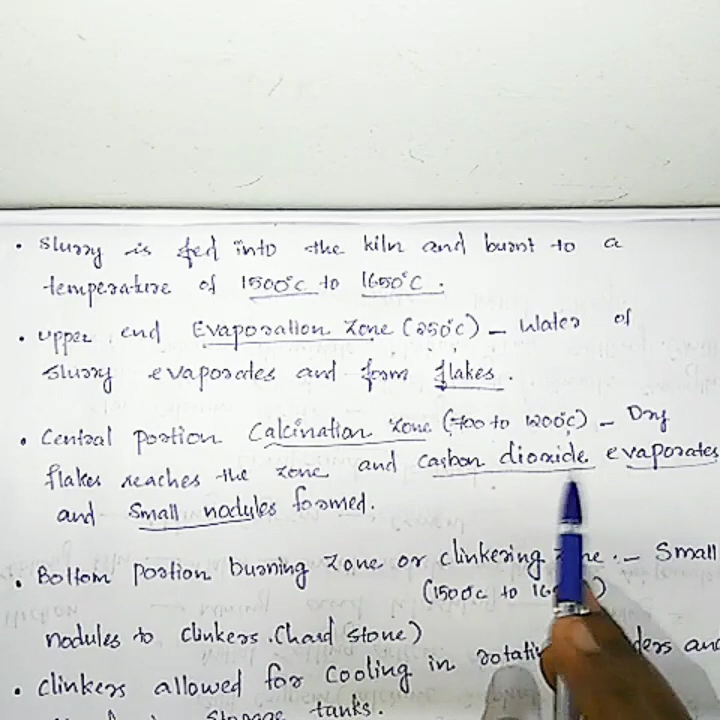 • Slurry is fed into the kiln and burnt to a
temperature of 1500°C to 1650°C.
• Upper end Evaporation Zone (250°C) – Water of
slurry evaporates and form flakes.
• Central portion Calcination Zone (700 to 1200°C) – Dry
flakes reaches the zone and carbon dioxide evaporates
and small nodules formed.
• Bottom portion burning zone or clinkering – Small
(1500°C to
nodules to clinkers. (hard stone)
• Clinkers allowed for cooling in and
tanks.